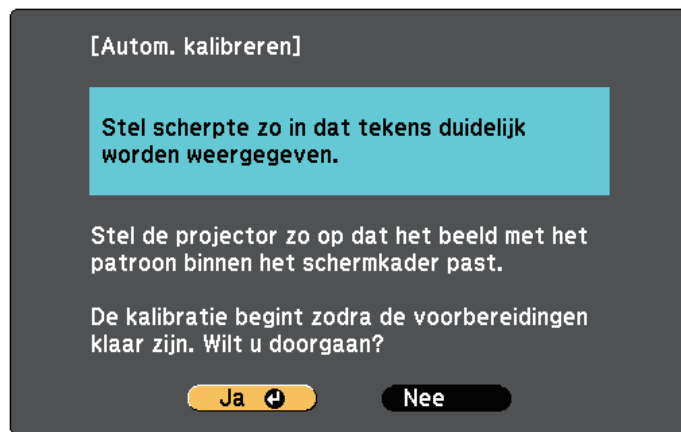 [Autom. kalibreren]
Stel scherpte zo in dat tekens duidelijk
worden weergegeven.
Stel de projector zo op dat het beeld met het
patroon binnen het schermkader past.
De kalibratie begint zodra de voorbereidingen
klaar zijn. Wilt u doorgaan?
Ja Nee